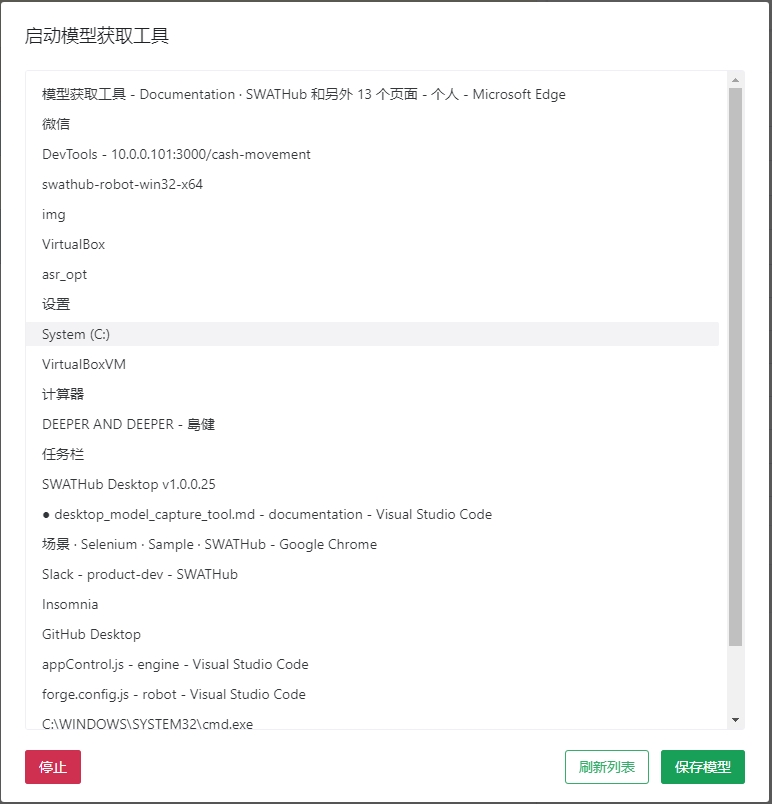 启动模型获取工具
模型获取工具 - Documentation · SWATHub 和另外 13 个页面 - 个人 - Microsoft Edge
微信
DevTools - 10.0.0.101:3000/cash-movement
swathub-robot-win32-x64
img
VirtualBox
asr_opt
设置
System (C:)
VirtualBoxVM
计算器
DEEPER AND DEEPER - 島健
任务栏
SWATHub Desktop v1.0.0.25
● desktop_model_capture_tool.md - documentation - Visual Studio Code
场景 · Selenium · Sample · SWATHub - Google Chrome
Slack - product-dev - SWATHub
Insomnia
GitHub Desktop
appControl.js - engine - Visual Studio Code
forge.config.js - robot - Visual Studio Code
C:\WINDOWS\SYSTEM32\cmd.exe
停止 刷新列表 保存模型